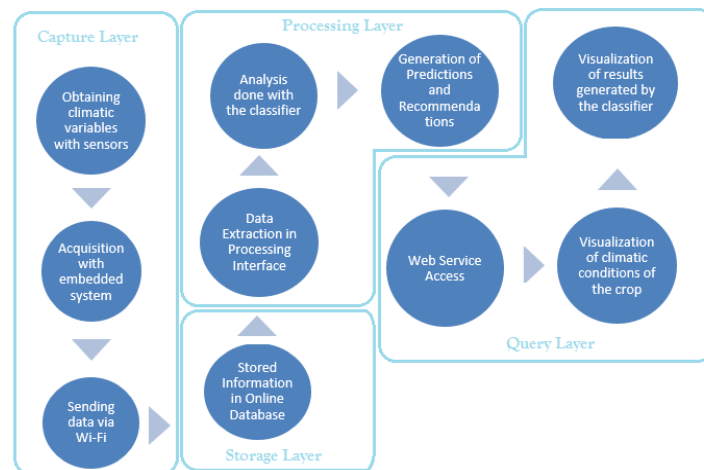 Capture Layer
Obtaining
climatic
variables
with sensors
Acquisition
with
embedded
system
Sending
data via
Wi-Fi
Storage Layer
Stored
Information
in Online
Database
Processing Layer
Data
Extraction in
Processing
Interface
Analysis
done with
the classifier
Generation of
Predictions
and
Recommenda
tions
Query Layer
Web Service
Access
Visualization
of climatic
conditions of
the crop
Visualization
of results
generated by
the classifier